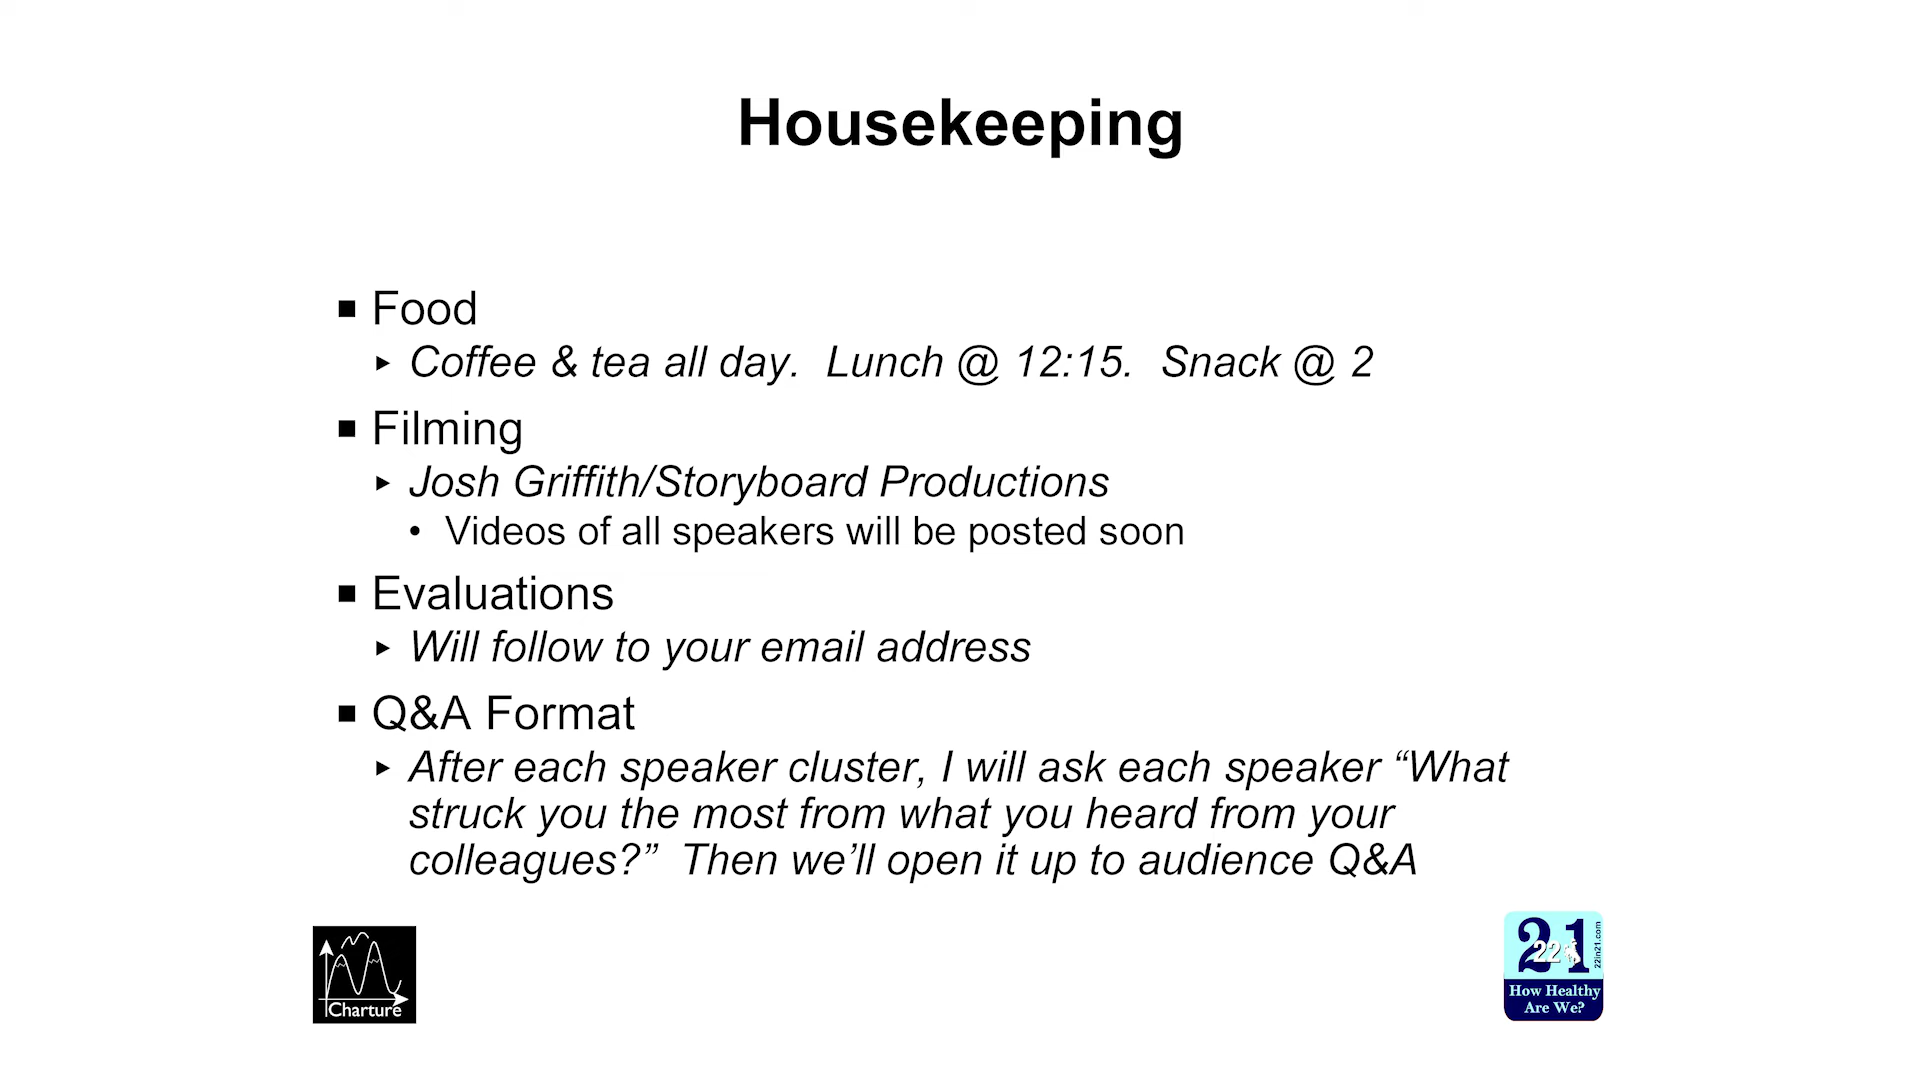 Housekeeping
Food
Coffee & tea all day.  Lunch @ 12:15.  Snack @ 2
Filming
Josh Griffith/Storyboard Productions
Videos of all speakers will be posted soon
Evaluations
Will follow to your email address
Q&A Format
After each speaker cluster, I will ask each speaker “What
struck you the most from what you heard from your
colleagues?”  Then we’ll open it up to audience Q&A
Charture
21
22
22in21.com
How Healthy
Are We?